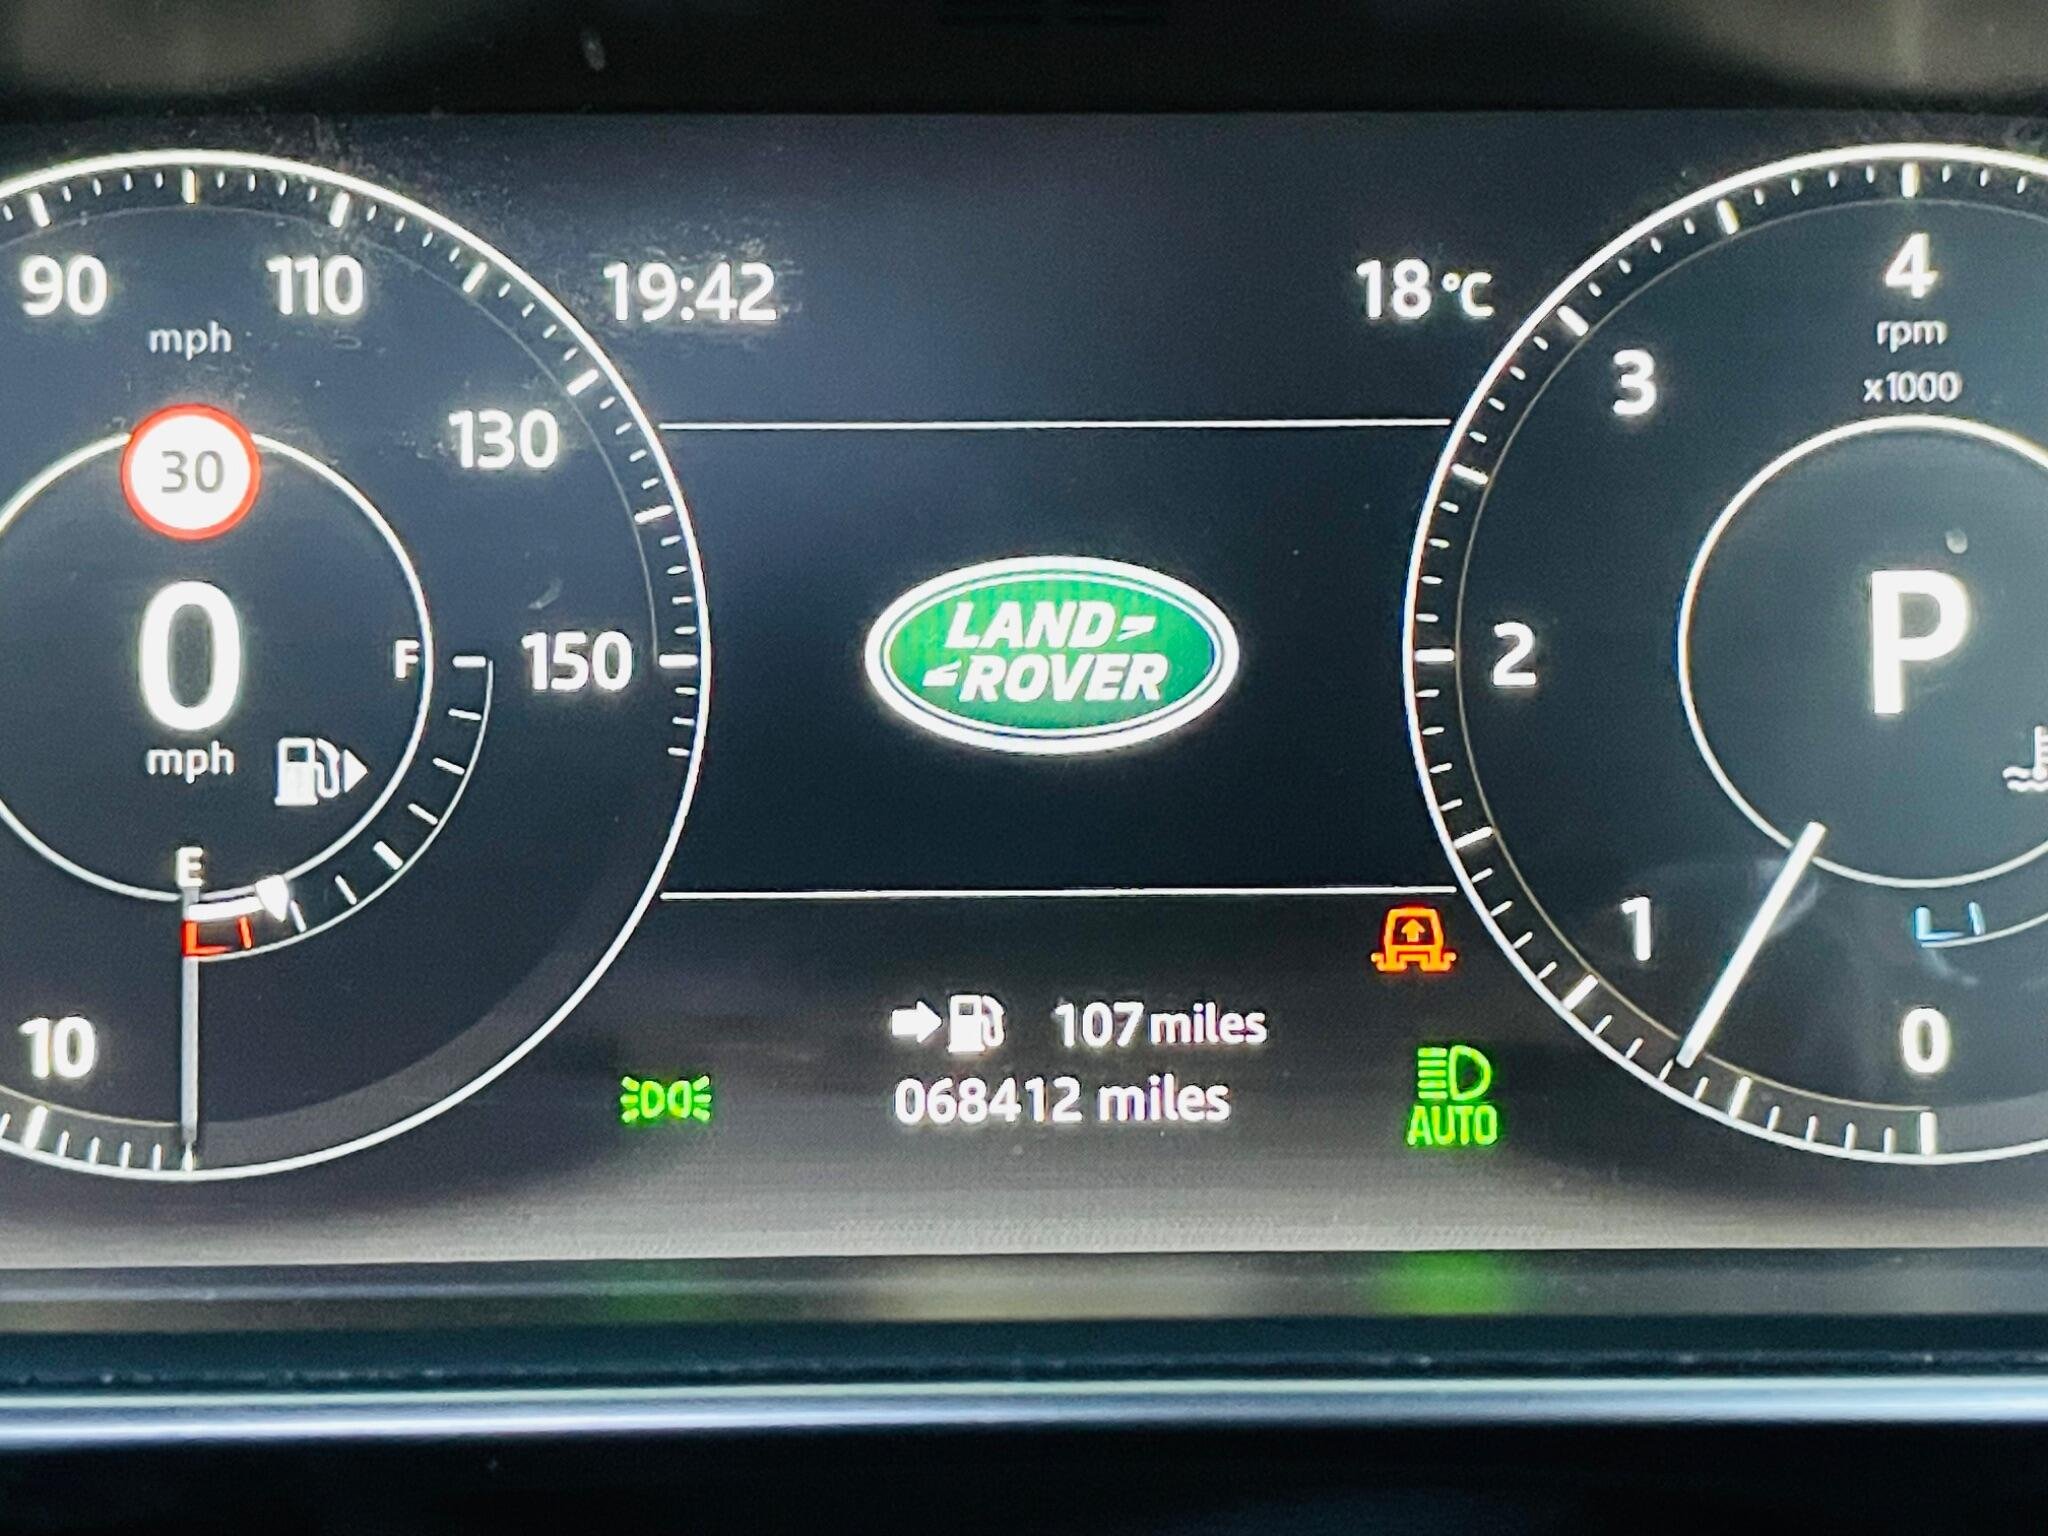 90
110
mph
130
150
30
0
mph
F
E
10
19:42
18 °C
LAND
ROVER
107 miles
068412 miles
AUTO
4
rpm
x1000
3
2
1
0
P